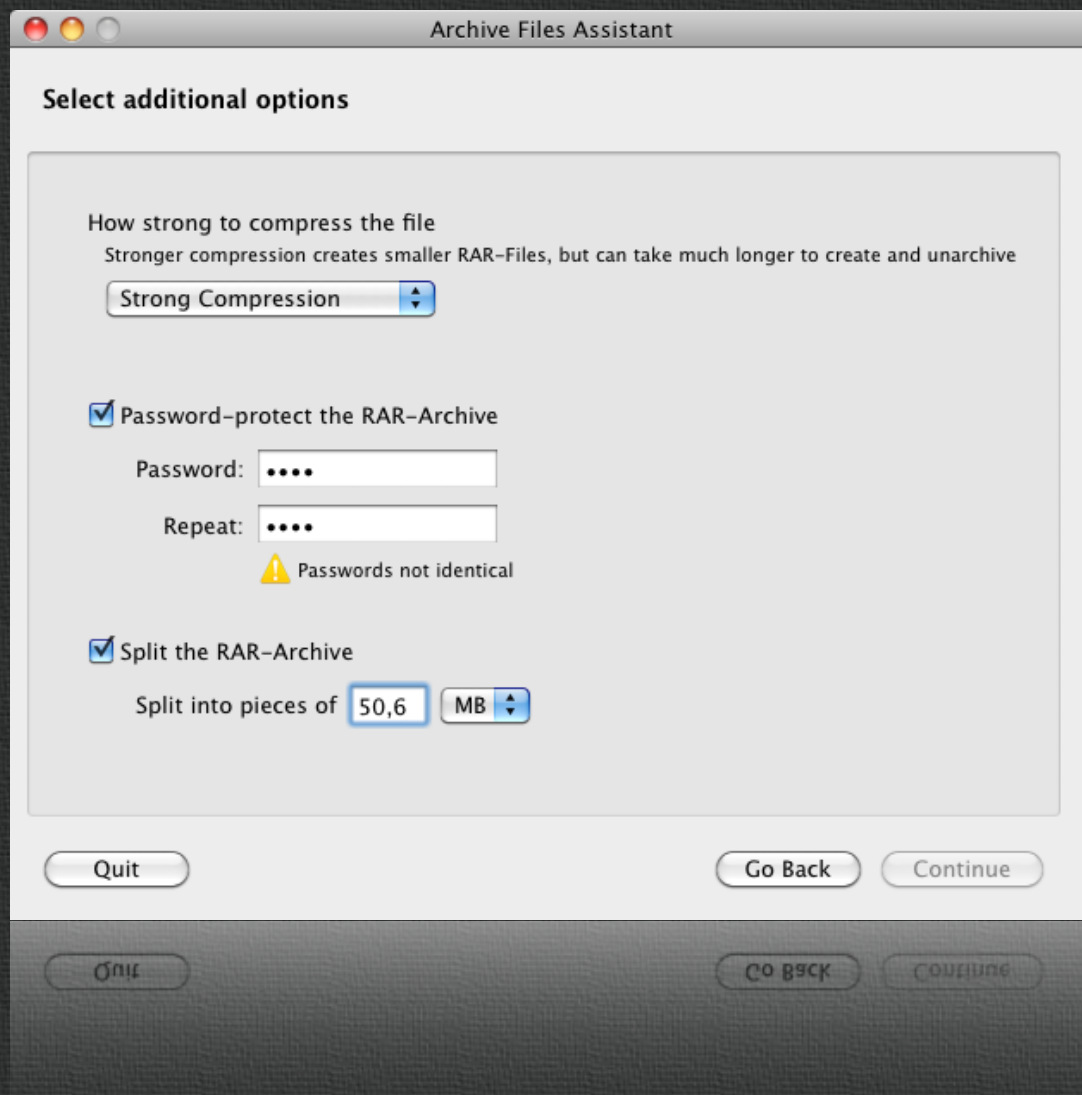 Archive Files Assistant
Select additional options
How strong to compress the file
Stronger compression creates smaller RAR-Files, but can take much longer to create and unarchive
Strong Compression
Password-protect the RAR-Archive
Password: ••••
Repeat: ••••
Passwords not identical
Split the RAR-Archive
Split into pieces of 50,6 MB
Quit Go Back Continue
Quit Go Back Continue